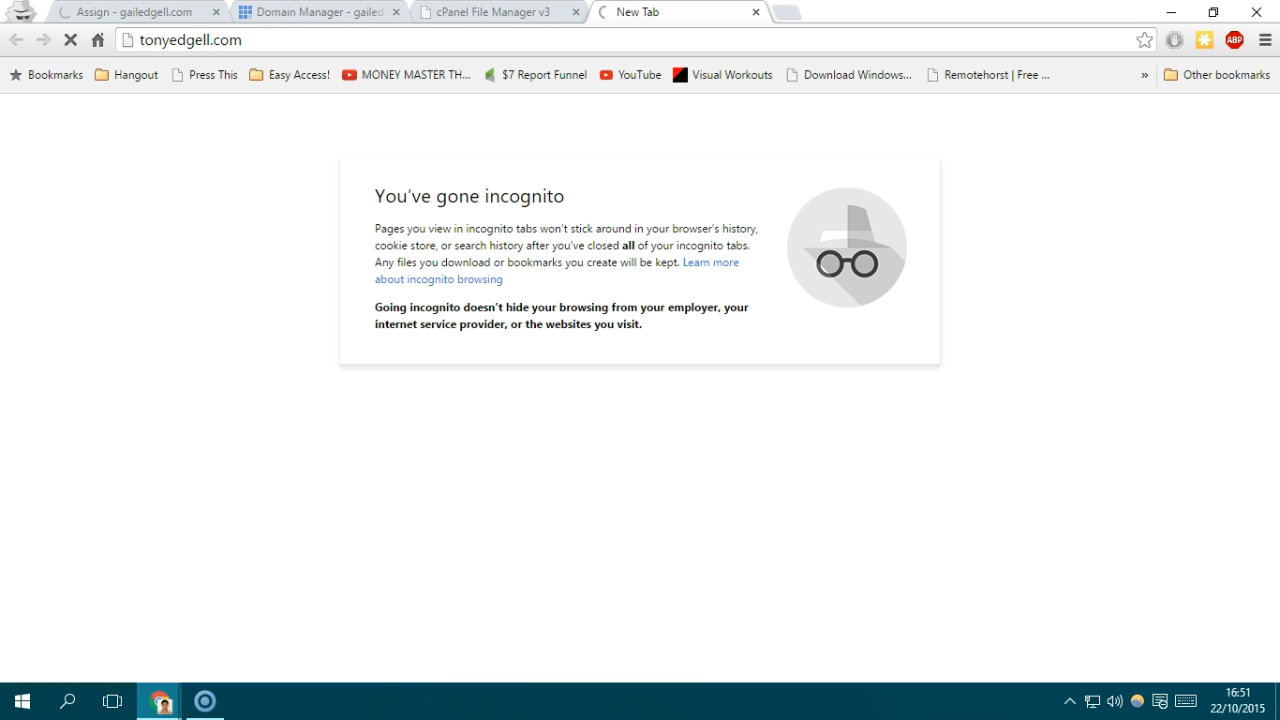 Assign - gailedgell.com
Domain Manager - gailed
cPanel File Manager v3
New Tab
tonyedgell.com
ABP
Bookmarks
Hangout
Press This
Easy Access!
MONEY MASTER TH...
$7 Report Funnel
YouTube
Visual Workouts
Download Windows...
Remotehorst | Free ...
»
Other bookmarks
You've gone incognito
Pages you view in incognito tabs won't stick around in your browser's history,
cookie store, or search history after you've closed all of your incognito tabs.
Any files you download or bookmarks you create will be kept. Learn more
about incognito browsing
Going incognito doesn't hide your browsing from your employer, your
internet service provider, or the websites you visit.
16:51
22/10/2015